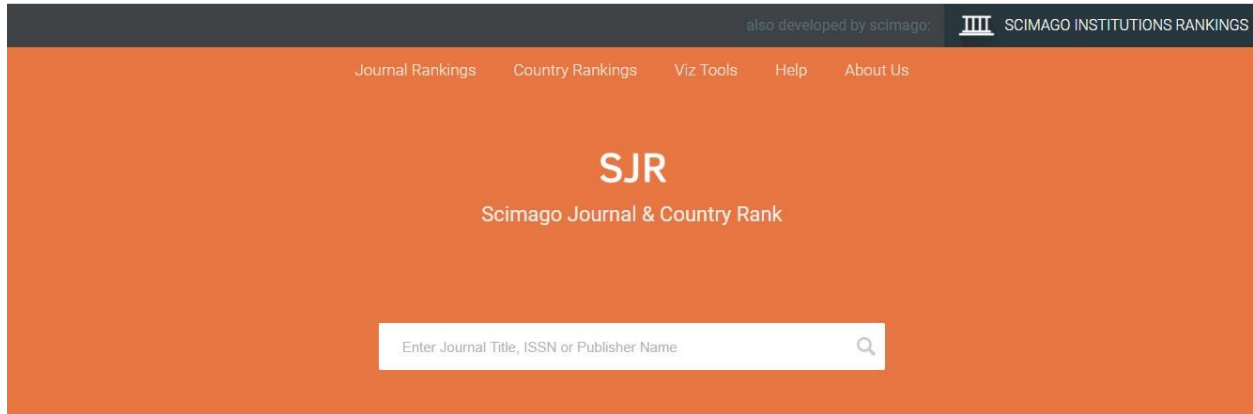 also developed by scimago: SCIMAGO INSTITUTIONS RANKINGS
Journal Rankings Country Rankings Viz Tools Help About Us
SJR
Scimago Journal & Country Rank
Enter Journal Title, ISSN or Publisher Name